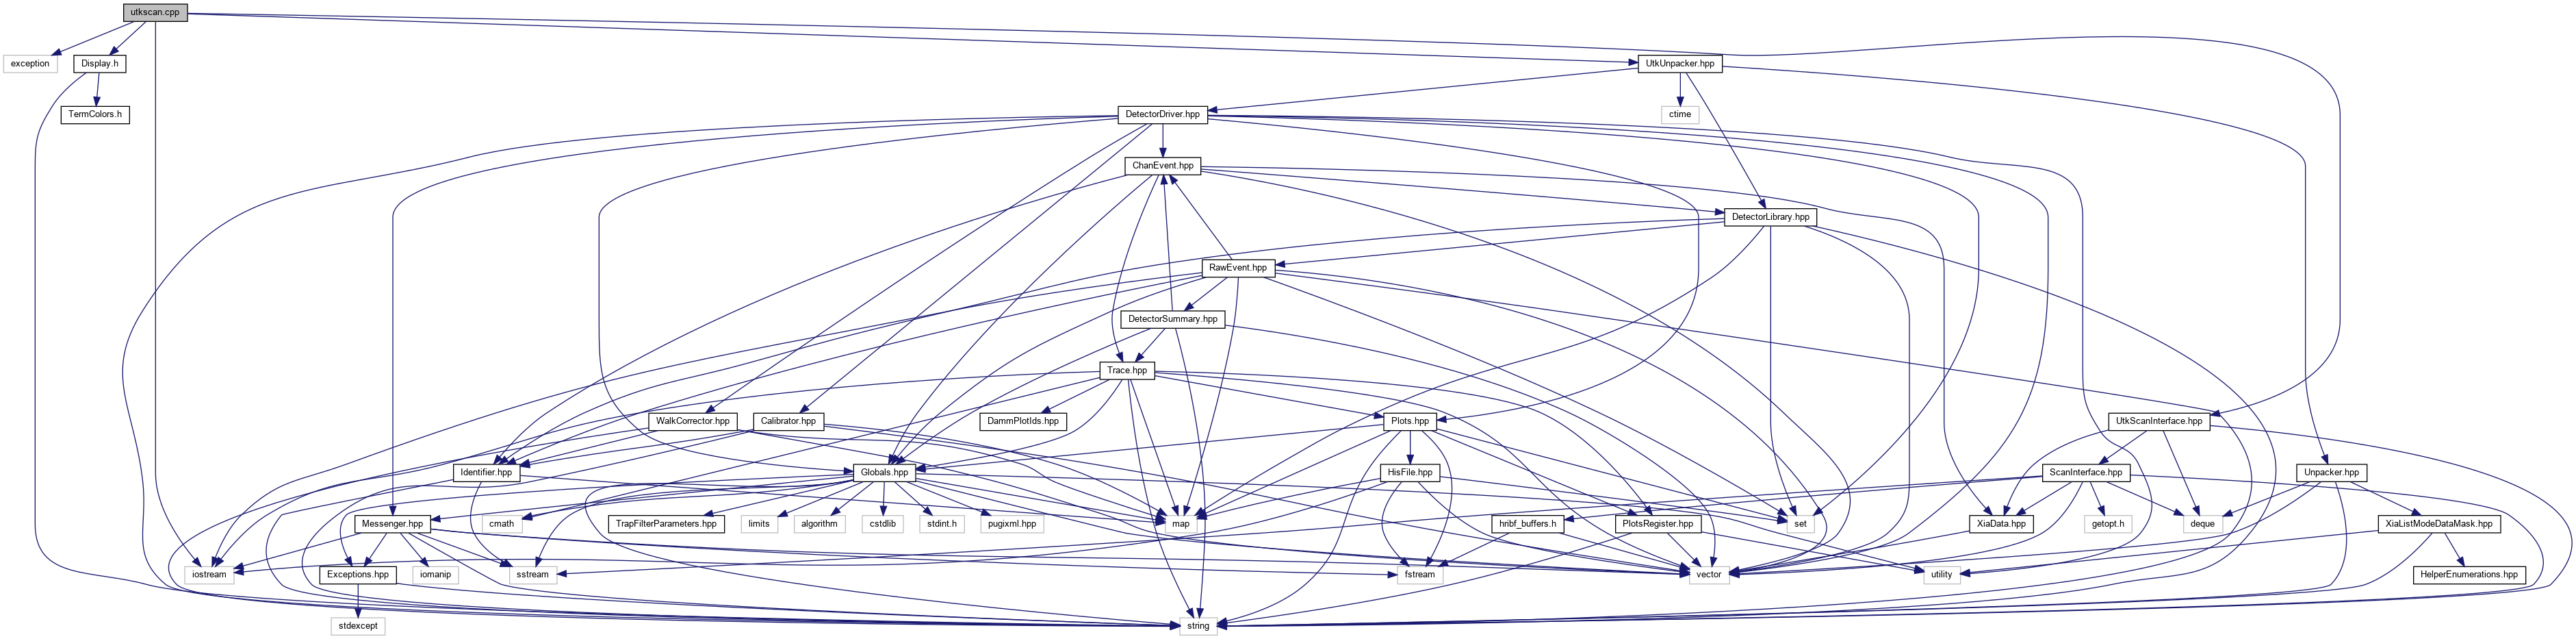 utkscan.cpp
exception
Display.h
UtkUnpacker.hpp
TermColors.h
DetectorDriver.hpp
ctime
ChanEvent.hpp
DetectorLibrary.hpp
RawEvent.hpp
DetectorSummary.hpp
Trace.hpp
WalkCorrector.hpp
Calibrator.hpp
DammPlotIds.hpp
Plots.hpp
UtkScanInterface.hpp
Identifier.hpp
Globals.hpp
HisFile.hpp
ScanInterface.hpp
Unpacker.hpp
Messenger.hpp
cmath
TrapFilterParameters.hpp
limits
algorithm
cstdlib
stdint.h
pugixml.hpp
map
hribf_buffers.h
PlotsRegister.hpp
set
XiaData.hpp
getopt.h
deque
XiaListModeDataMask.hpp
iostream
Exceptions.hpp
iomanip
sstream
fstream
vector
utility
HelperEnumerations.hpp
stdexcept
string